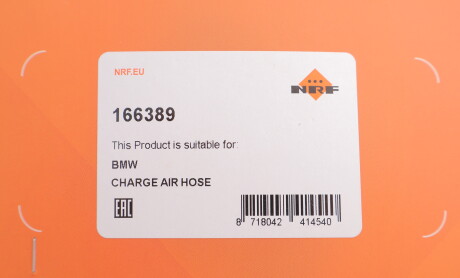 NRF.EU
NRF
166389
This Product is suitable for:
BMW
CHARGE AIR HOSE
EAC
8 718042 414540